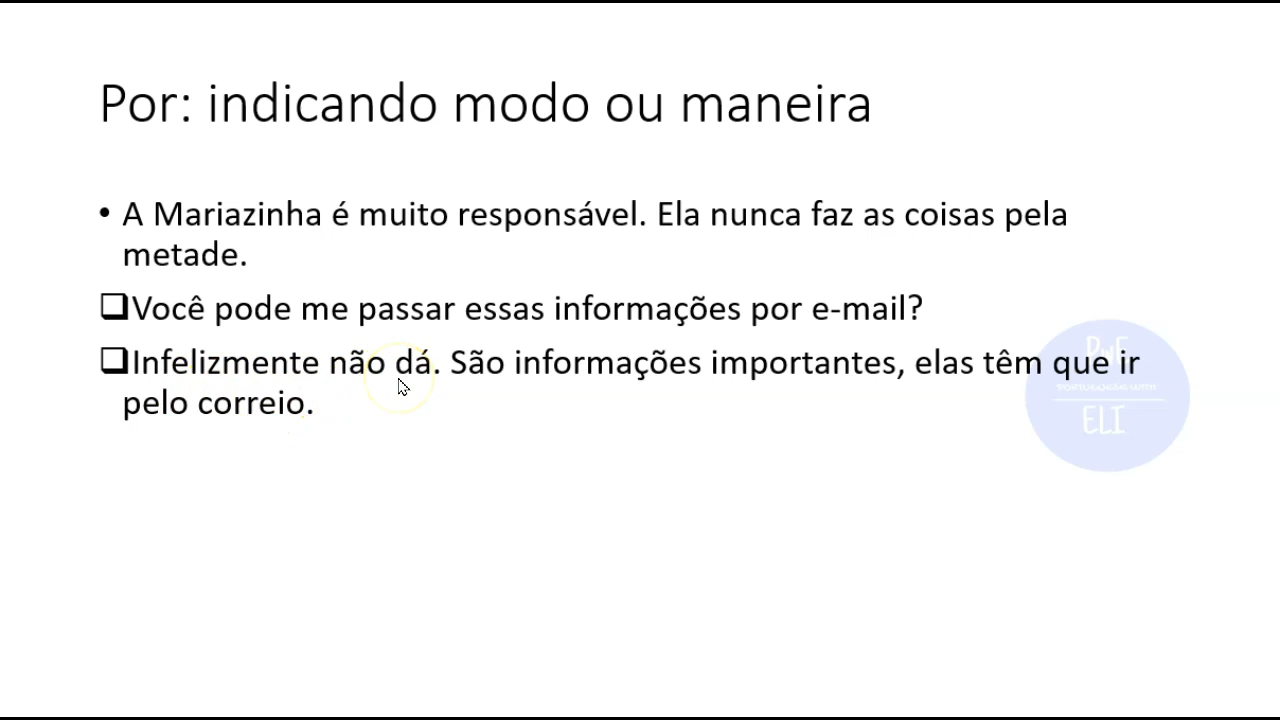 Por: indicando modo ou maneira
• A Mariazinha é muito responsável. Ela nunca faz as coisas pela
metade.
❑Você pode me passar essas informações por e-mail?
❑Infelizmente não dá. São informações importantes, elas têm que ir
pelo correio.
ELI